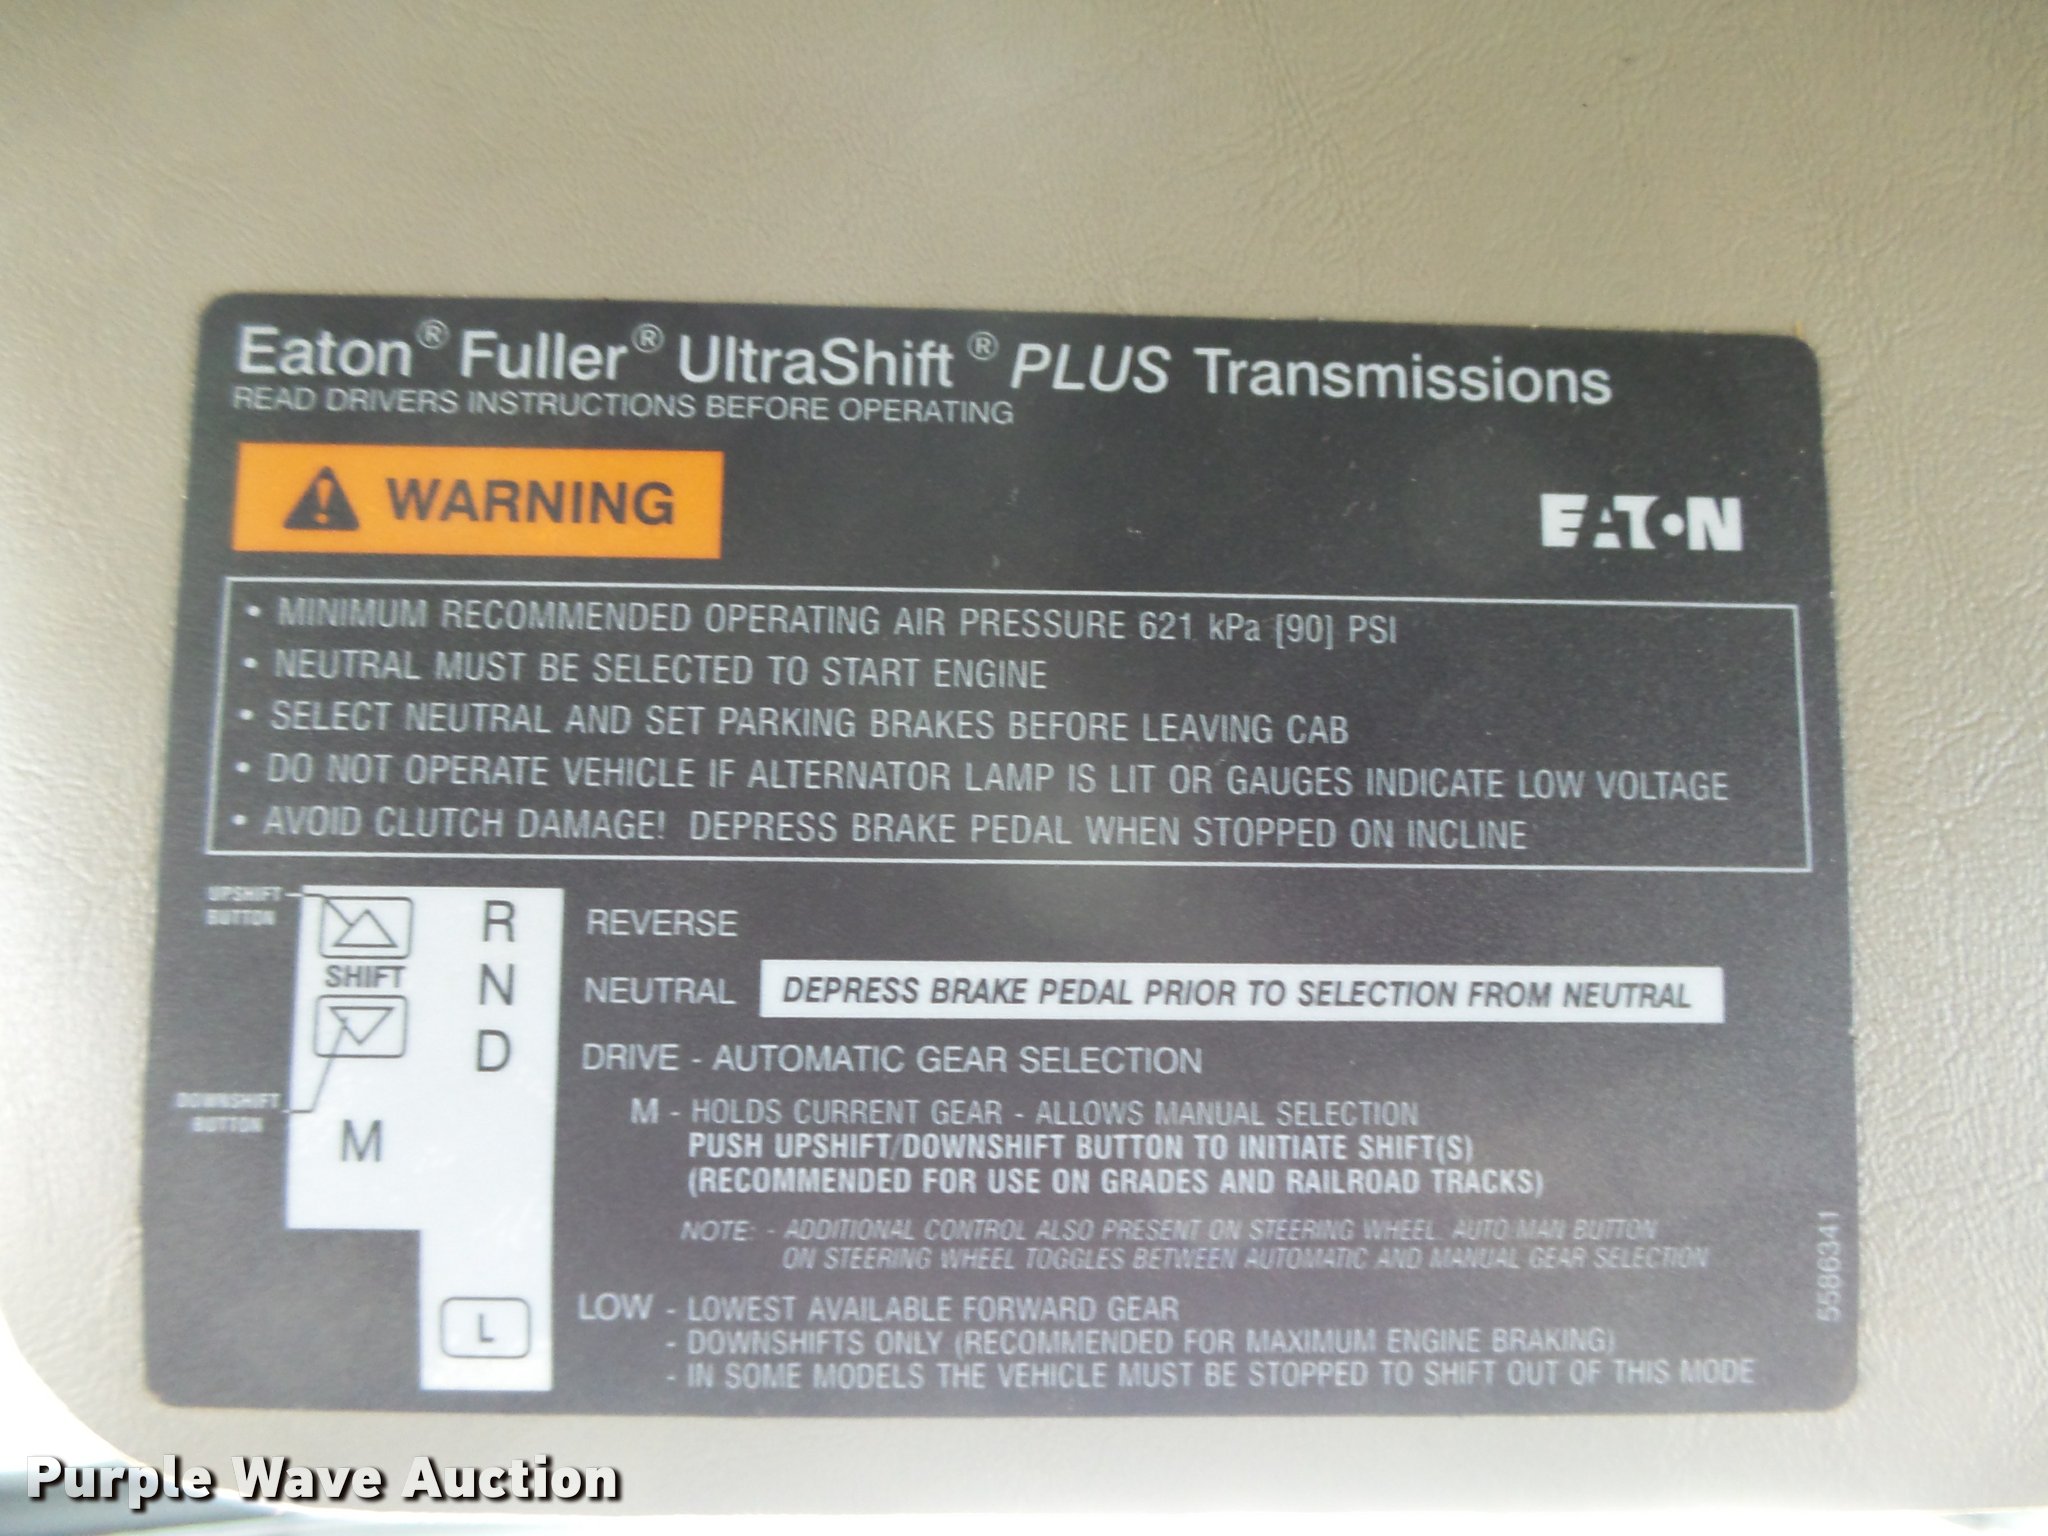 Eaton® Fuller® UltraShift® PLUS Transmissions
READ DRIVERS INSTRUCTIONS BEFORE OPERATING
WARNING
EATON
• MINIMUM RECOMMENDED OPERATING AIR PRESSURE 621 kPa [90] PSI
• NEUTRAL MUST BE SELECTED TO START ENGINE
• SELECT NEUTRAL AND SET PARKING BRAKES BEFORE LEAVING CAB
• DO NOT OPERATE VEHICLE IF ALTERNATOR LAMP IS LIT OR GAUGES INDICATE LOW VOLTAGE
• AVOID CLUTCH DAMAGE! DEPRESS BRAKE PEDAL WHEN STOPPED ON INCLINE
UPSHIFT
BUTTON
R REVERSE
SHIFT
N NEUTRAL DEPRESS BRAKE PEDAL PRIOR TO SELECTION FROM NEUTRAL
D DRIVE - AUTOMATIC GEAR SELECTION
DOWNSHIFT
BUTTON
M
M - HOLDS CURRENT GEAR - ALLOWS MANUAL SELECTION
PUSH UPSHIFT/DOWNSHIFT BUTTON TO INITIATE SHIFT(S)
(RECOMMENDED FOR USE ON GRADES AND RAILROAD TRACKS)
NOTE: - ADDITIONAL CONTROL ALSO PRESENT ON STEERING WHEEL. AUTO/MAN BUTTON
ON STEERING WHEEL TOGGLES BETWEEN AUTOMATIC AND MANUAL GEAR SELECTION
L LOW - LOWEST AVAILABLE FORWARD GEAR
- DOWNSHIFTS ONLY (RECOMMENDED FOR MAXIMUM ENGINE BRAKING)
- IN SOME MODELS THE VEHICLE MUST BE STOPPED TO SHIFT OUT OF THIS MODE
5586341
Purple Wave Auction